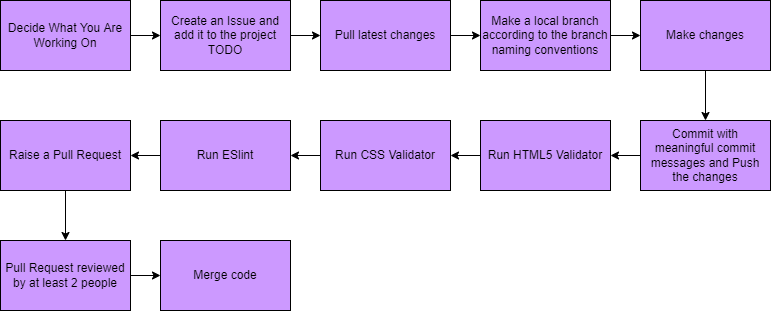 Decide What You Are
Working On
Create an Issue and
add it to the project
TODO
Pull latest changes
Make a local branch
according to the branch
naming conventions
Make changes
Commit with
meaningful commit
messages and Push
the changes
Run HTML5 Validator
Run CSS Validator
Run ESlint
Raise a Pull Request
Pull Request reviewed
by at least 2 people
Merge code